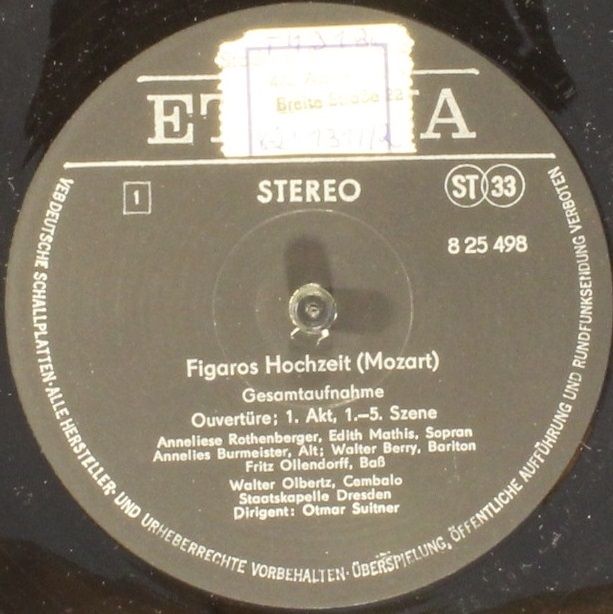 Breite Straße 22
STEREO
1
ST 33
8 25 498
Figaros Hochzeit (Mozart)
Gesamtaufnahme
Ouvertüre; 1. Akt, 1.–5. Szene
Anneliese Rothenberger, Edith Mathis, Sopran
Annelies Burmeister, Alt; Walter Berry, Bariton
Fritz Ollendorff, Baß
Walter Olbertz, Cembalo
Staatskapelle Dresden
Dirigent: Otmar Suitner
VEB DEUTSCHE SCHALLPLATTEN·ALLE HERSTELLER- UND URHEBERRECHTE VORBEHALTEN·ÜBERSPIELUNG, ÖFFENTLICHE AUFFÜHRUNG UND RUNDFUNKSENDUNG VERBOTEN